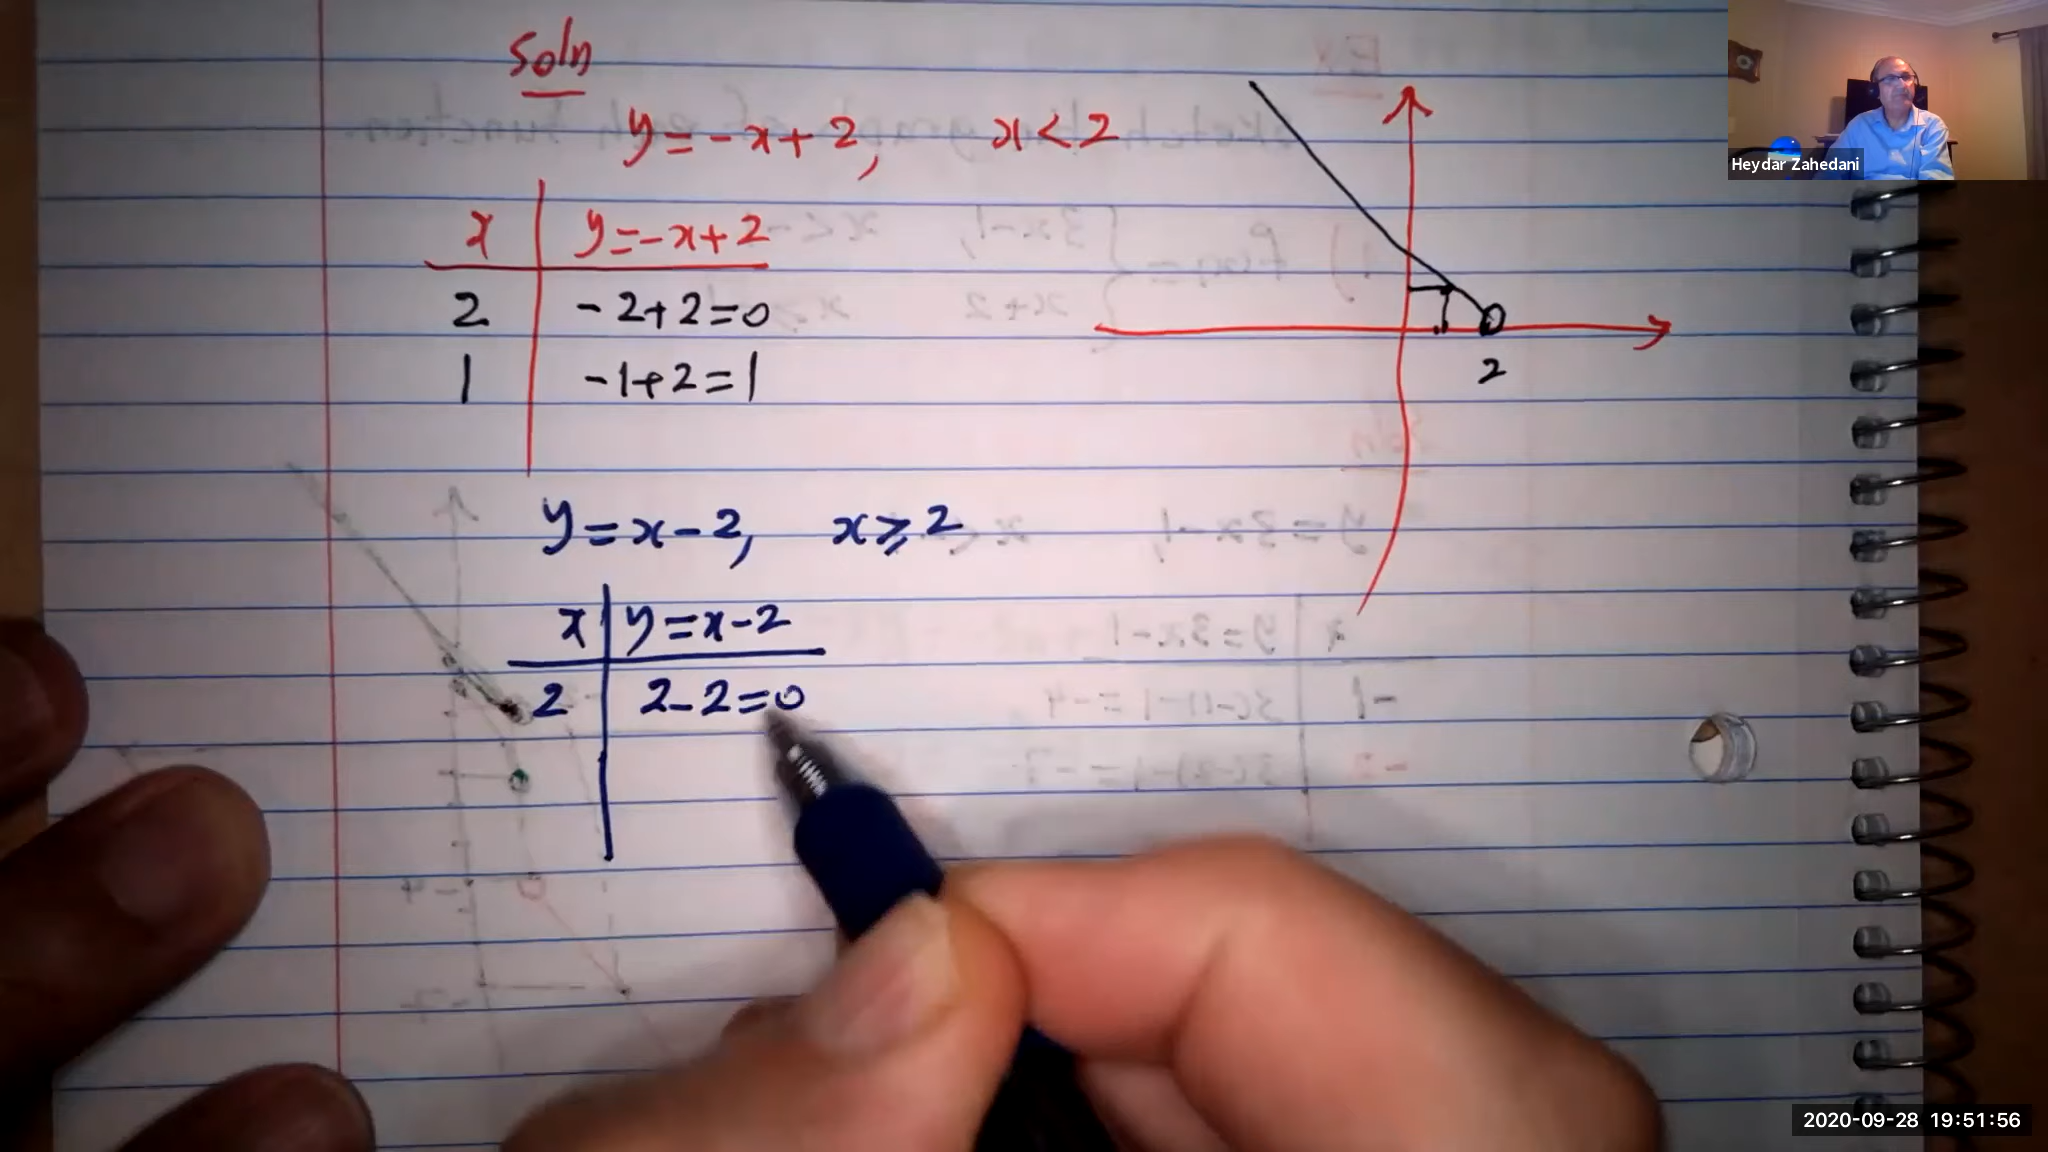 Soln
y=-x+2, x<2
x y=-x+2
2 -2+2=0
1 -1+2=1
2
y=x-2, x≥2
x y=x-2
2 2-2=0
Heydar Zahedani
2020-09-28 19:51:56